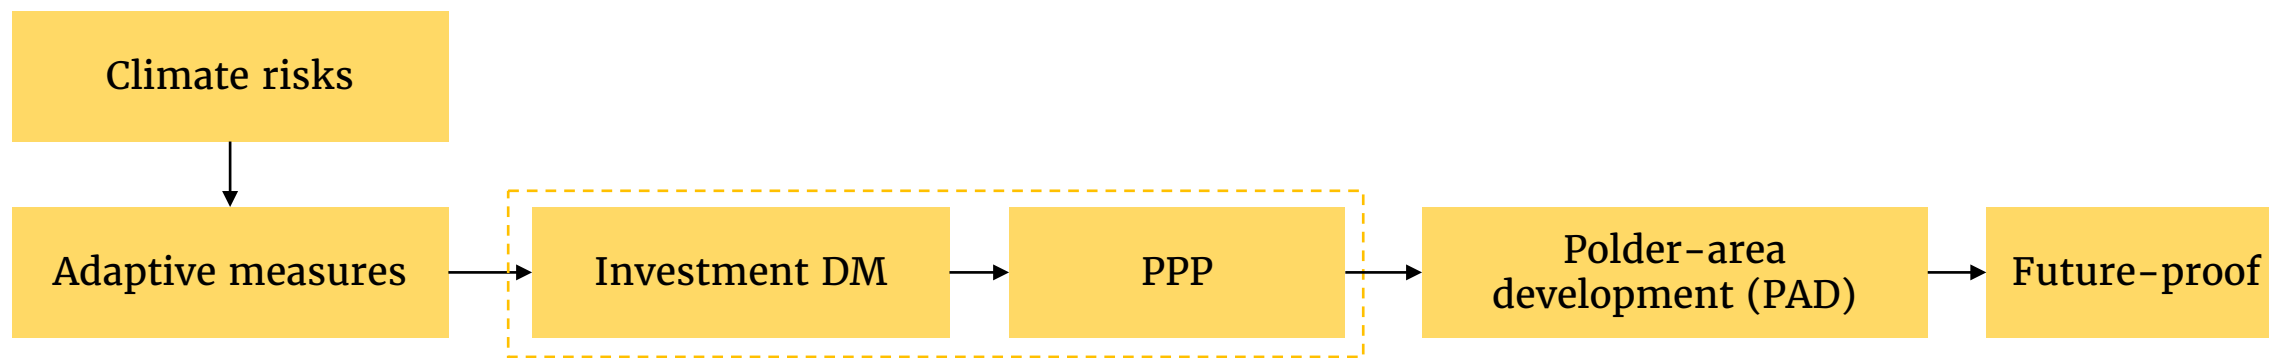 Climate risks
Adaptive measures
Investment DM
PPP
Polder-area
development (PAD)
Future-proof